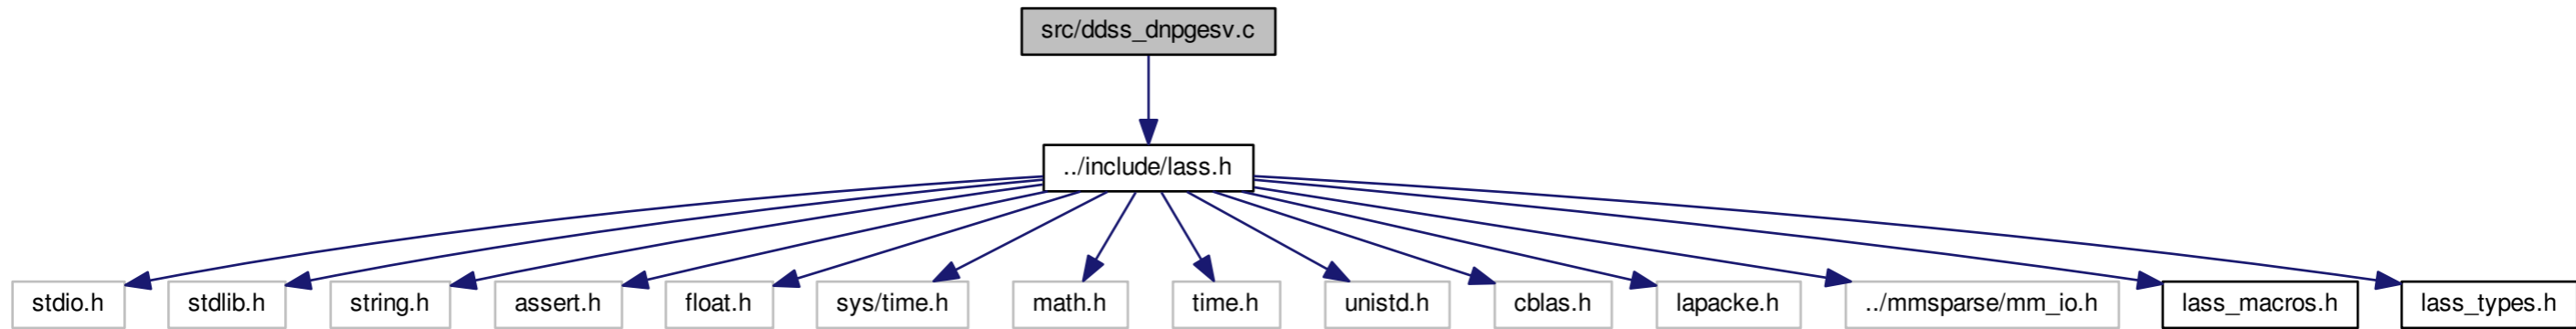 src/ddss_dnpgesv.c
../include/lass.h
stdio.h
stdlib.h
string.h
assert.h
float.h
sys/time.h
math.h
time.h
unistd.h
cblas.h
lapacke.h
../mmsparse/mm_io.h
lass_macros.h
lass_types.h